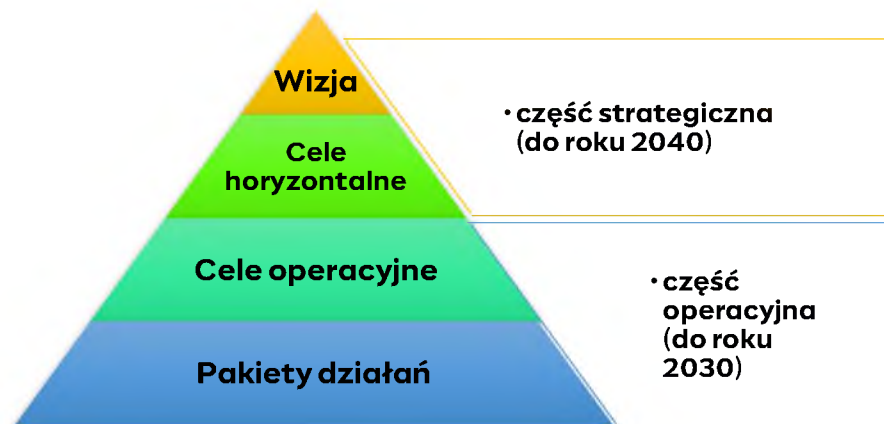 Wizja
Cele
horyzontalne
Cele operacyjne
Pakiety działań
• część strategiczna
(do roku 2040)
• część
operacyjna
(do roku
2030)